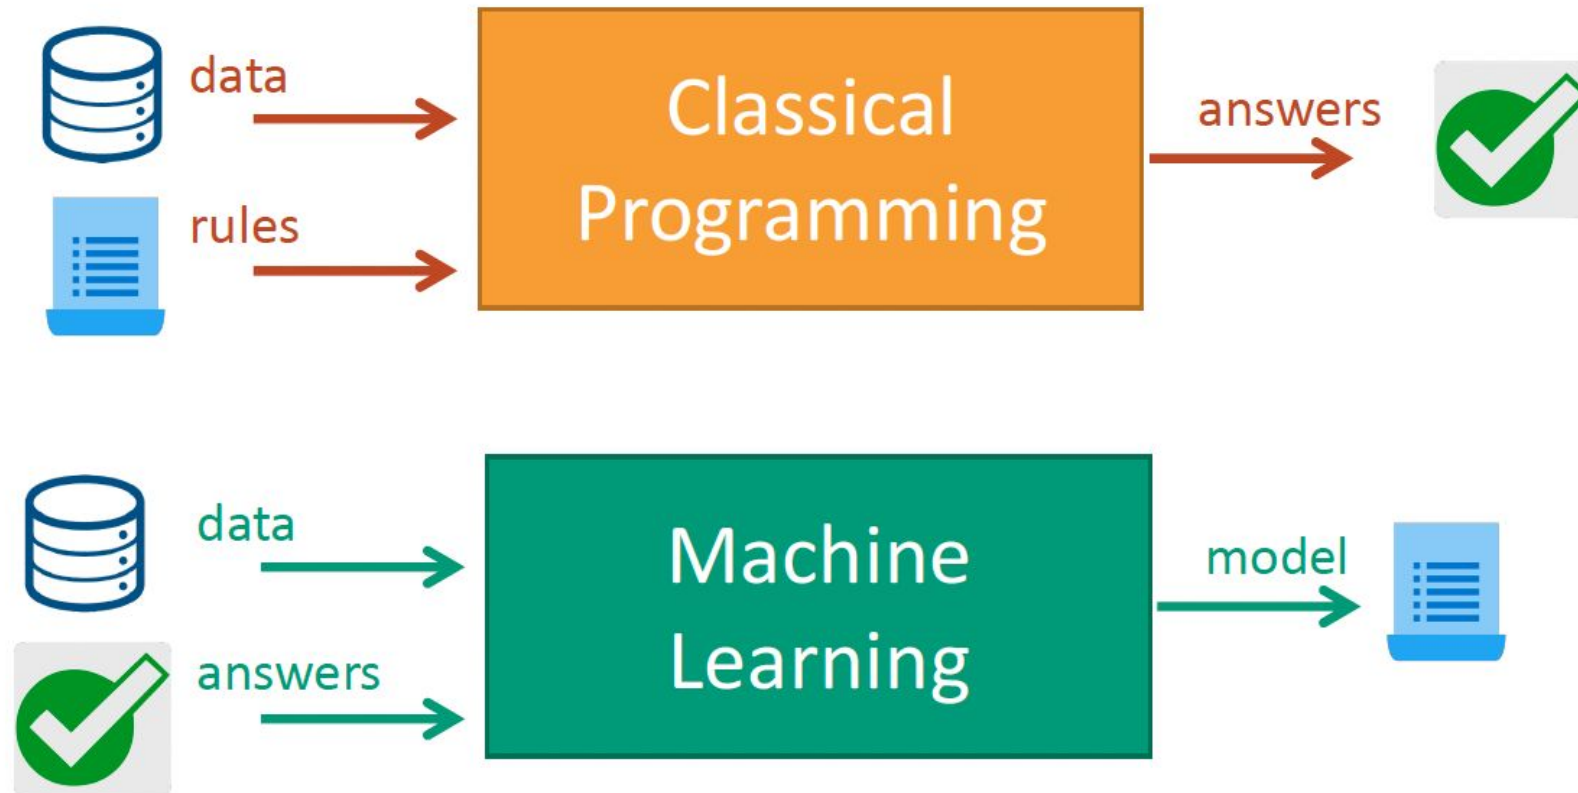 data
rules
Classical
Programming
answers
data
answers
Machine
Learning
model